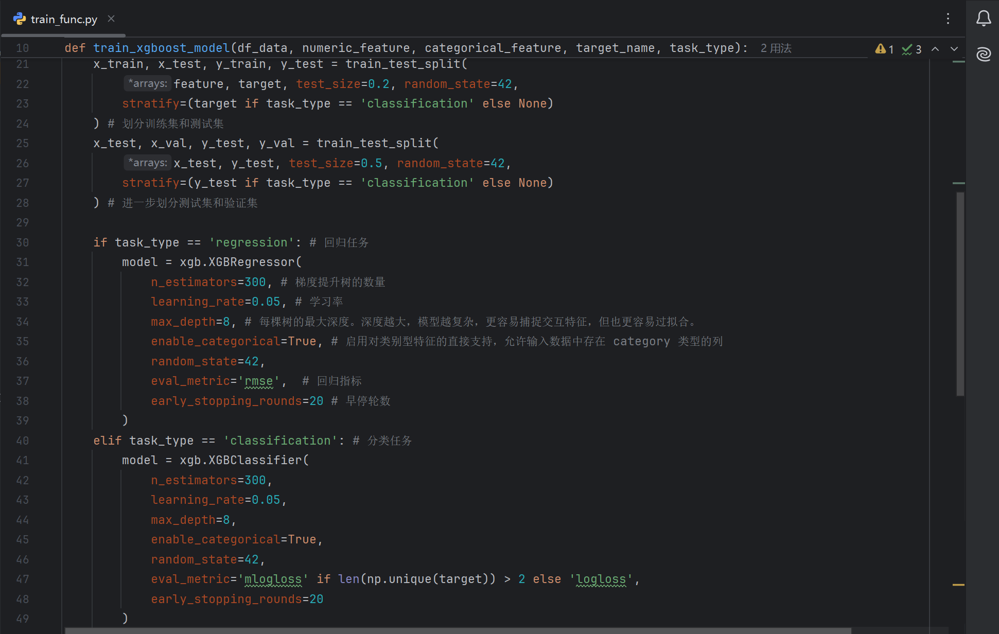 train_func.py
10 def train_xgboost_model(df_data, numeric_feature, categorical_feature, target_name, task_type): 2 用法
1 3
21 x_train, x_test, y_train, y_test = train_test_split(
22 *arrays: feature, target, test_size=0.2, random_state=42,
23 stratify=(target if task_type == 'classification' else None)
24 ) # 划分训练集和测试集
25 x_test, x_val, y_test, y_val = train_test_split(
26 *arrays: x_test, y_test, test_size=0.5, random_state=42,
27 stratify=(y_test if task_type == 'classification' else None)
28 ) # 进一步划分测试集和验证集
29
30 if task_type == 'regression': # 回归任务
31 model = xgb.XGBRegressor(
32 n_estimators=300, # 梯度提升树的数量
33 learning_rate=0.05, # 学习率
34 max_depth=8, # 每棵树的最大深度。深度越大，模型越复杂，更容易捕捉交互特征，但也更容易过拟合。
35 enable_categorical=True, # 启用对类别型特征的直接支持，允许输入数据中存在 category 类型的列
36 random_state=42,
37 eval_metric='rmse',  # 回归指标
38 early_stopping_rounds=20 # 早停轮数
39 )
40 elif task_type == 'classification': # 分类任务
41 model = xgb.XGBClassifier(
42 n_estimators=300,
43 learning_rate=0.05,
44 max_depth=8,
45 enable_categorical=True,
46 random_state=42,
47 eval_metric='mlogloss' if len(np.unique(target)) > 2 else 'logloss',
48 early_stopping_rounds=20
49 )